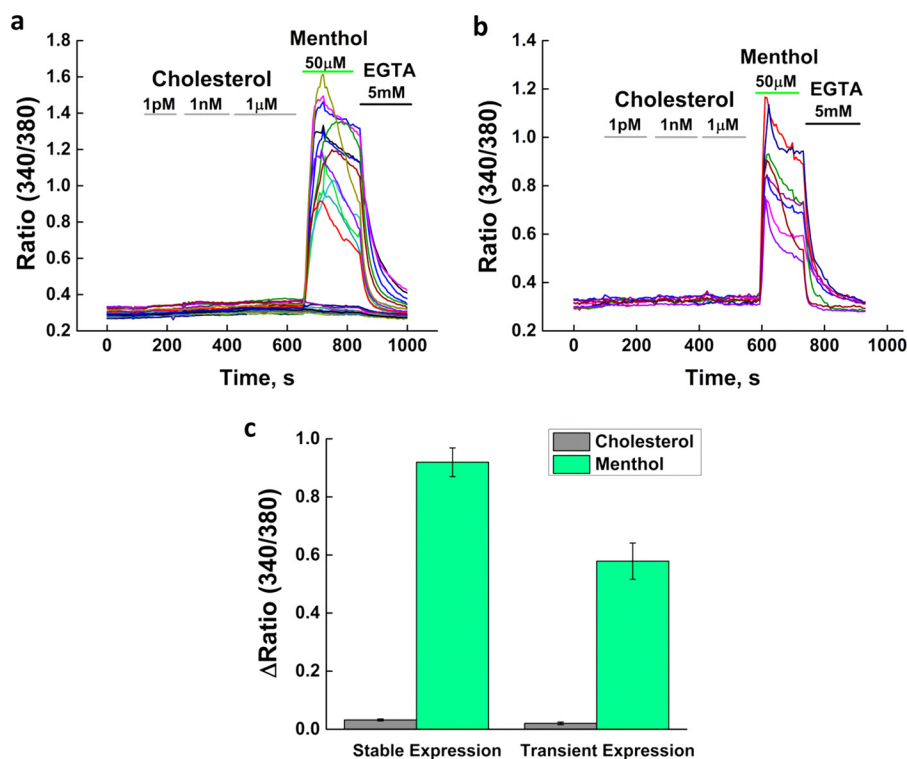 a
Menthol
50μM
Cholesterol
1pM 1nM 1μM
EGTA
5mM
Ratio (340/380)
1.8
1.6
1.4
1.2
1.0
0.8
0.6
0.4
0.2
0 200 400 600 800 1000
Time, s
b
Menthol
50μM
Cholesterol
1pM 1nM 1μM
EGTA
5mM
Ratio (340/380)
1.4
1.2
1.0
0.8
0.6
0.4
0.2
0 200 400 600 800 1000
Time, s
c
Cholesterol
Menthol
ΔRatio (340/380)
1.0
0.8
0.6
0.4
0.2
0.0
Stable Expression Transient Expression